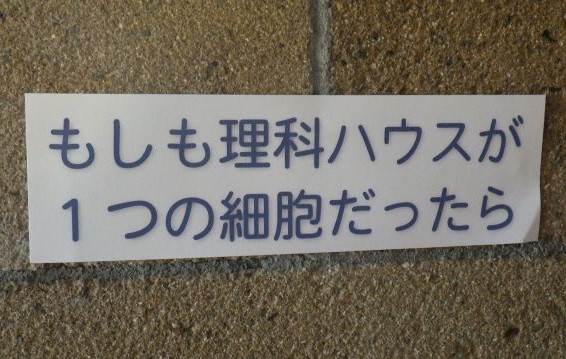 もしも理科ハウスが
１つの細胞だったら